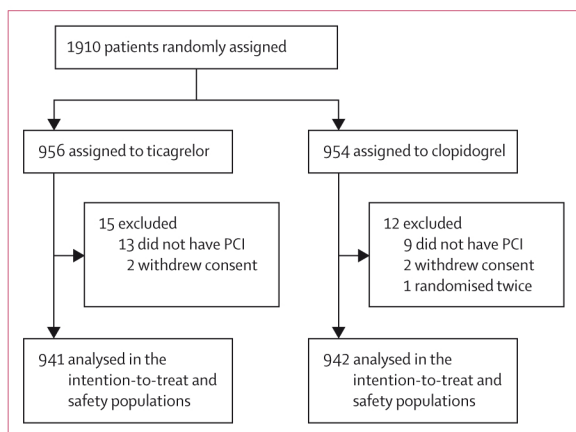 1910 patients randomly assigned
956 assigned to ticagrelor
954 assigned to clopidogrel
15 excluded
13 did not have PCI
2 withdrew consent
12 excluded
9 did not have PCI
2 withdrew consent
1 randomised twice
941 analysed in the
intention-to-treat and
safety populations
942 analysed in the
intention-to-treat and
safety populations